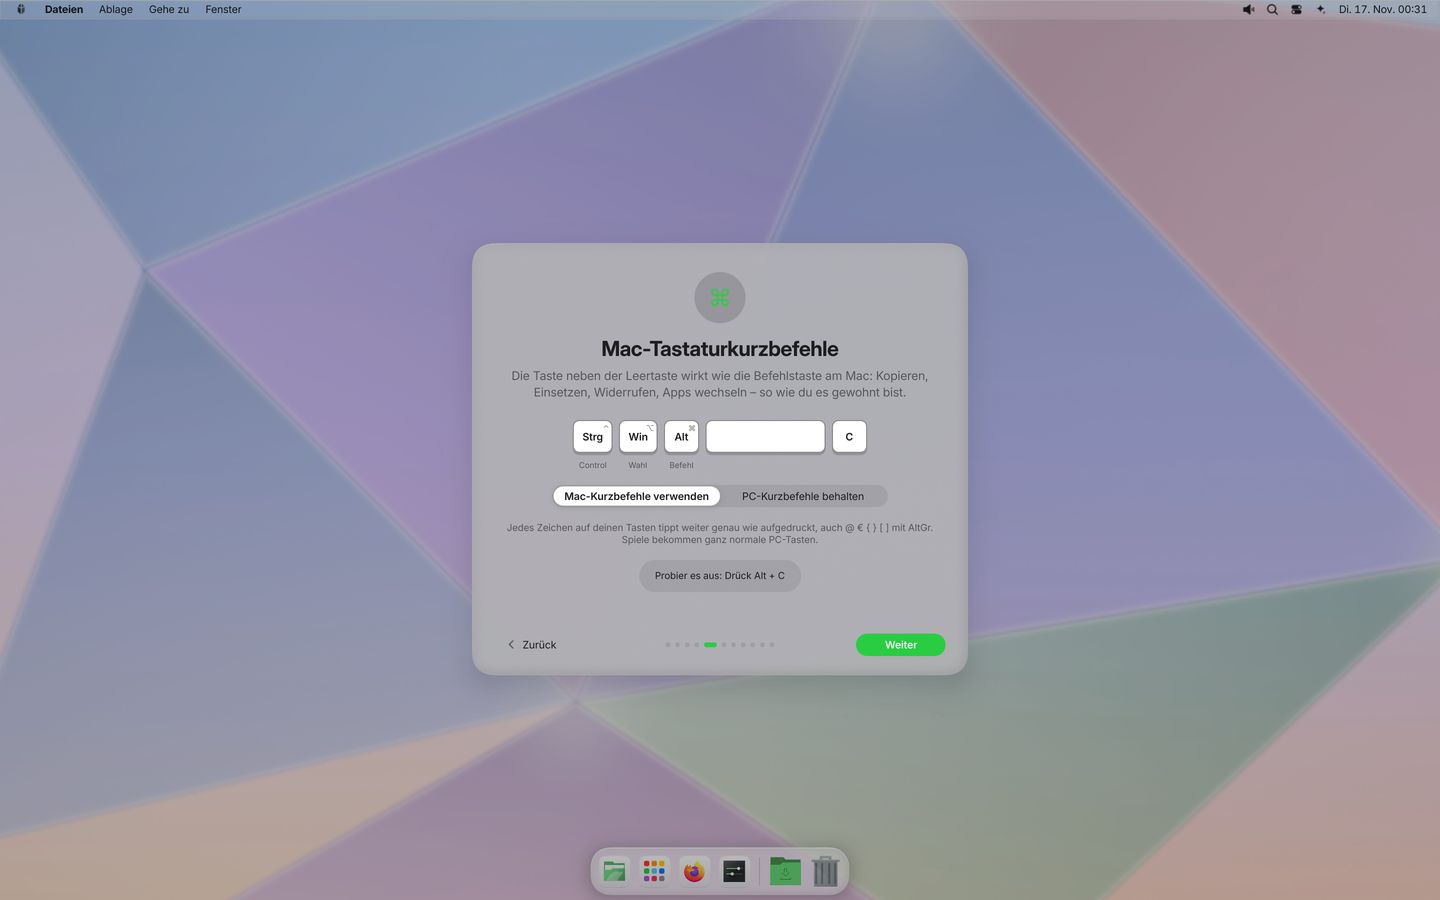 Dateien Ablage Gehe zu Fenster Di. 17. Nov. 00:31
Mac-Tastaturkurzbefehle
Die Taste neben der Leertaste wirkt wie die Befehlstaste am Mac: Kopieren,
Einsetzen, Widerrufen, Apps wechseln – so wie du es gewohnt bist.
Strg ^ Win ⌥ Alt ⌘ C
Control Wahl Befehl
Mac-Kurzbefehle verwenden PC-Kurzbefehle behalten
Jedes Zeichen auf deinen Tasten tippt weiter genau wie aufgedruckt, auch @ € { } [ ] mit AltGr.
Spiele bekommen ganz normale PC-Tasten.
Probier es aus: Drück Alt + C
Zurück Weiter